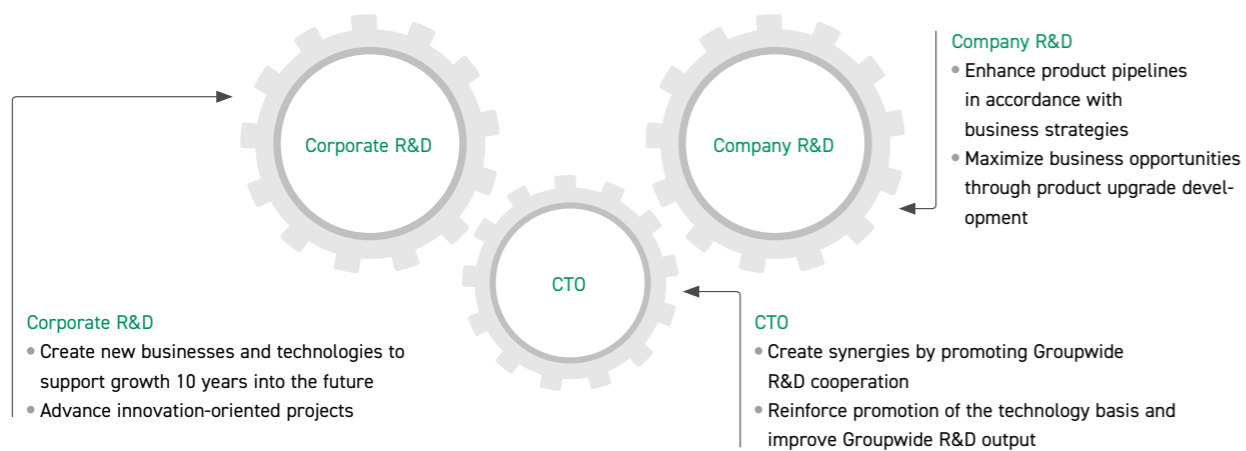 Corporate R&D
Company R&D
CTO
Company R&D
• Enhance product pipelines
in accordance with
business strategies
• Maximize business opportunities
through product upgrade devel-
opment
Corporate R&D
• Create new businesses and technologies to
support growth 10 years into the future
• Advance innovation-oriented projects
CTO
• Create synergies by promoting Groupwide
R&D cooperation
• Reinforce promotion of the technology basis and
improve Groupwide R&D output